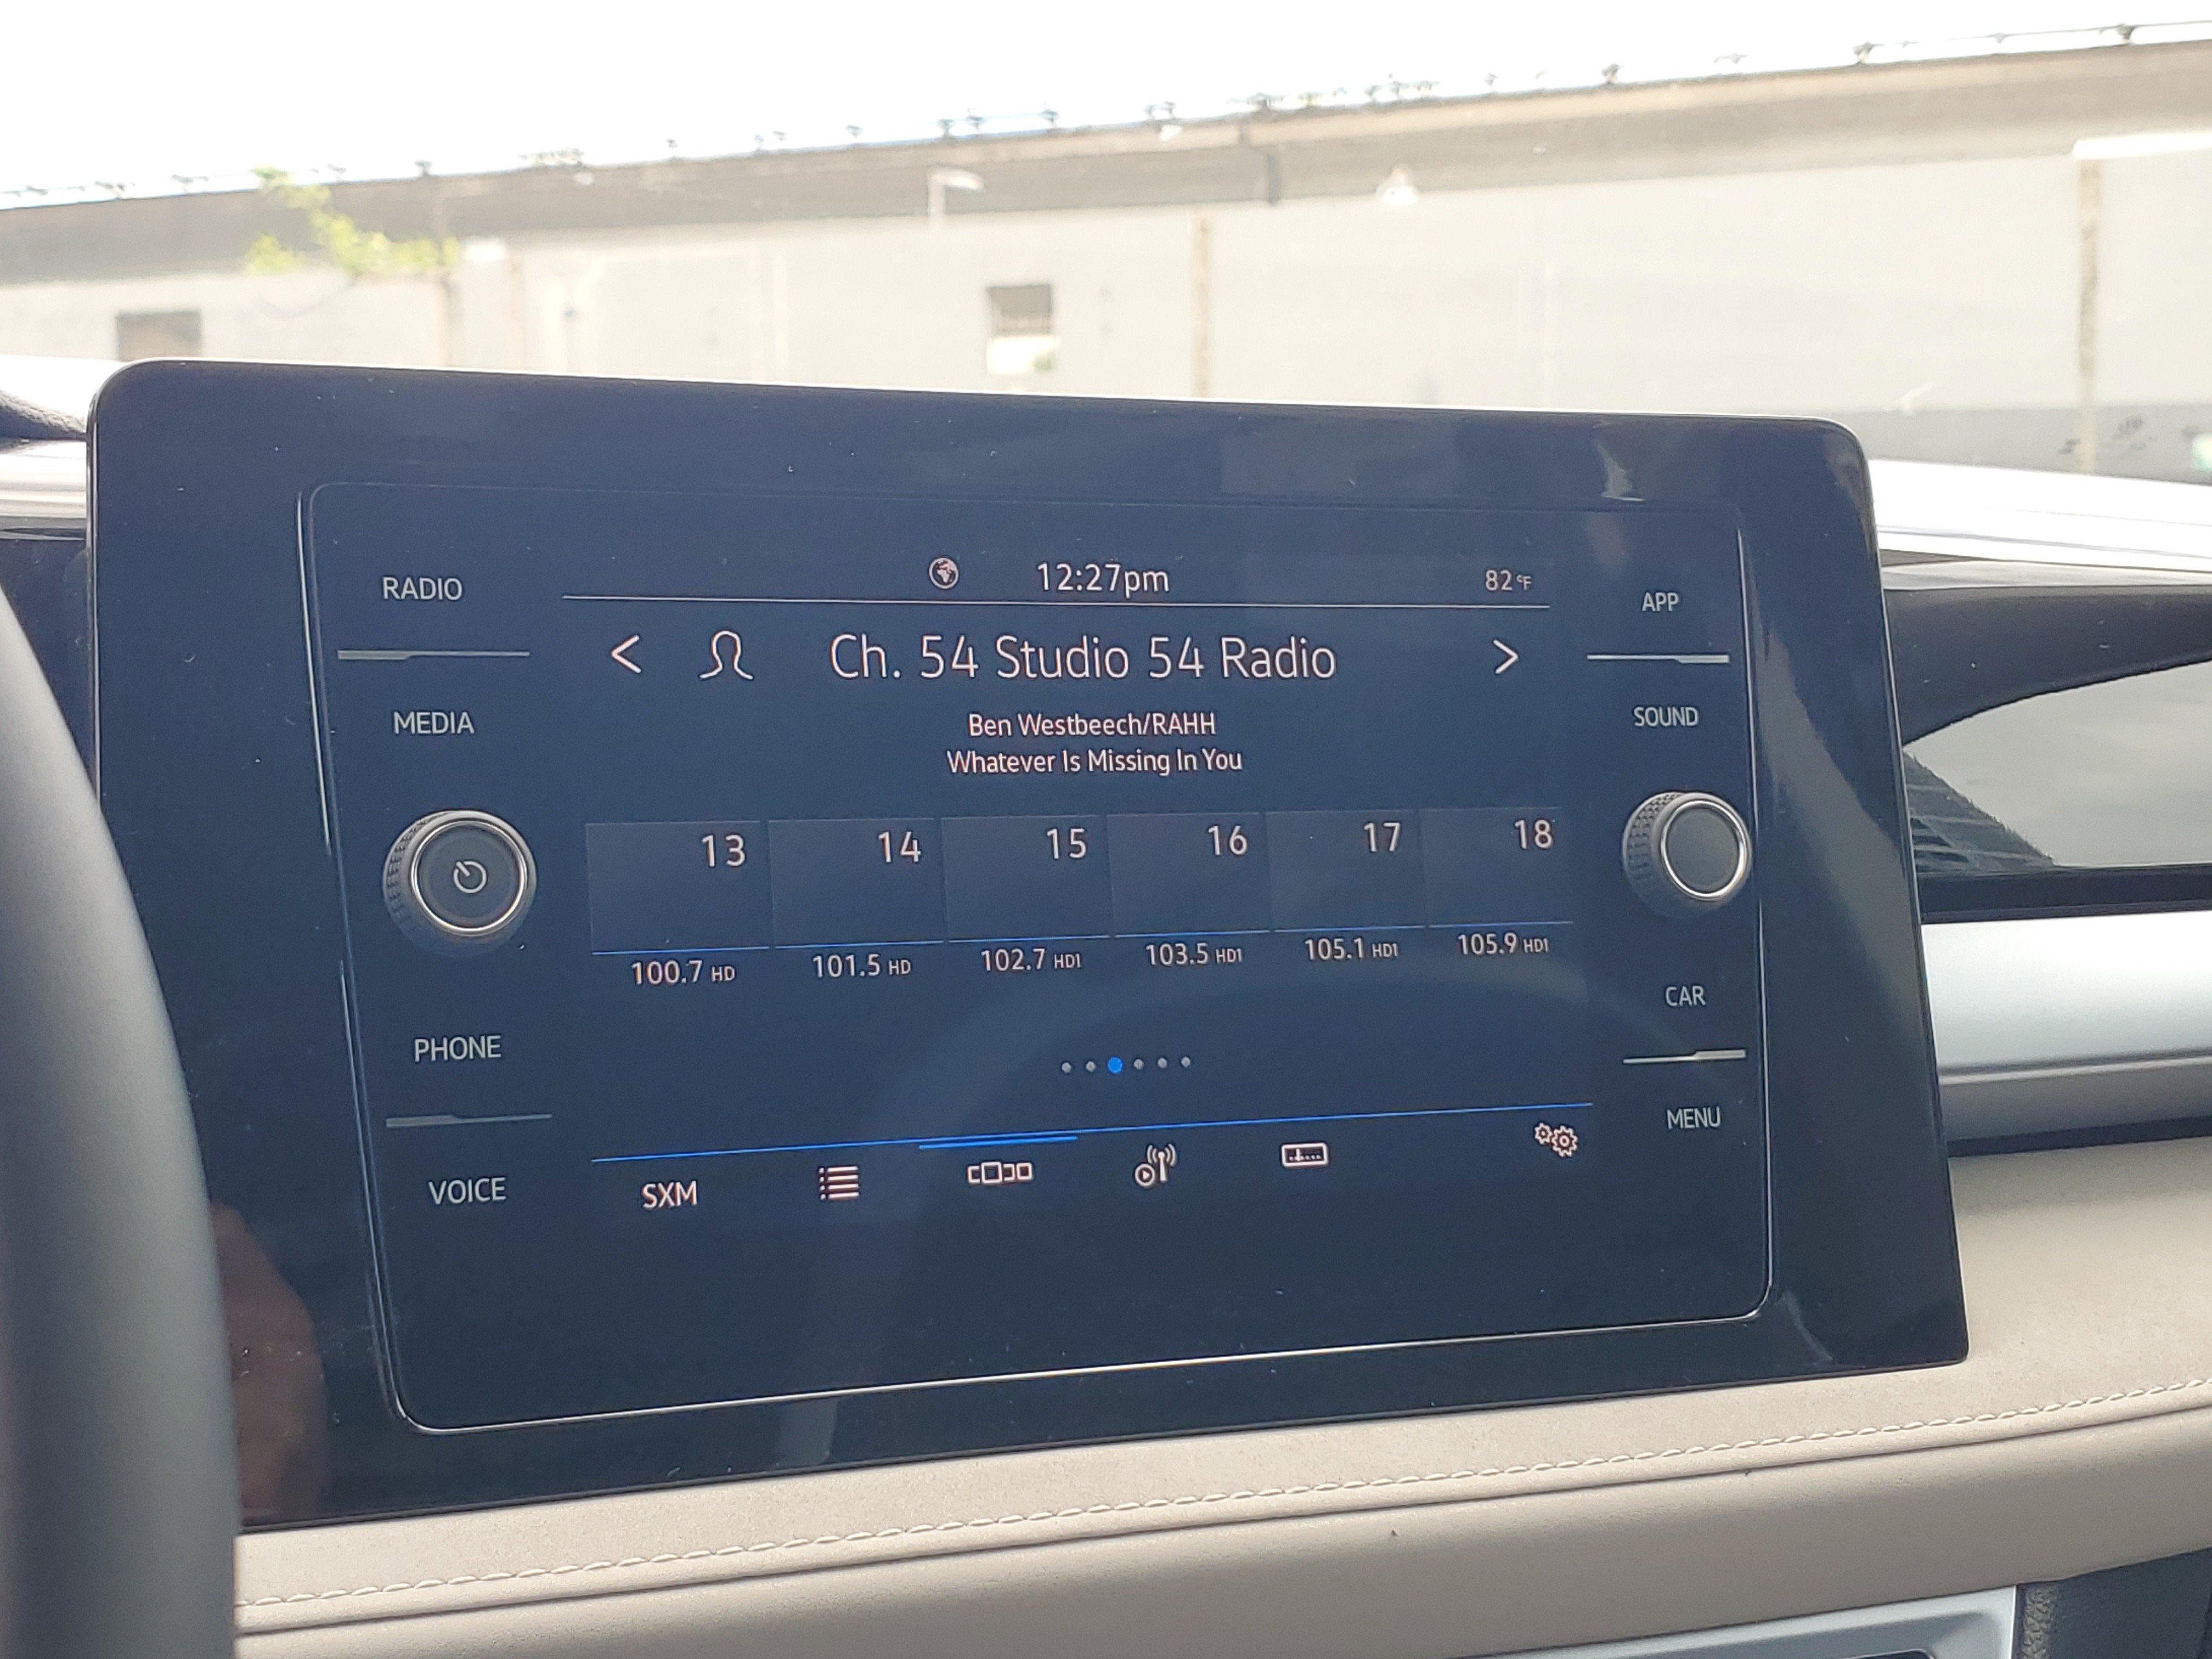 RADIO
MEDIA
PHONE
VOICE
12:27pm
82°F
< Ch. 54 Studio 54 Radio >
Ben Westbeech/RAHH
Whatever Is Missing In You
13 14 15 16 17 18
100.7 HD 101.5 HD 102.7 HD1 103.5 HD1 105.1 HD1 105.9 HD1
SXM
APP
SOUND
CAR
MENU